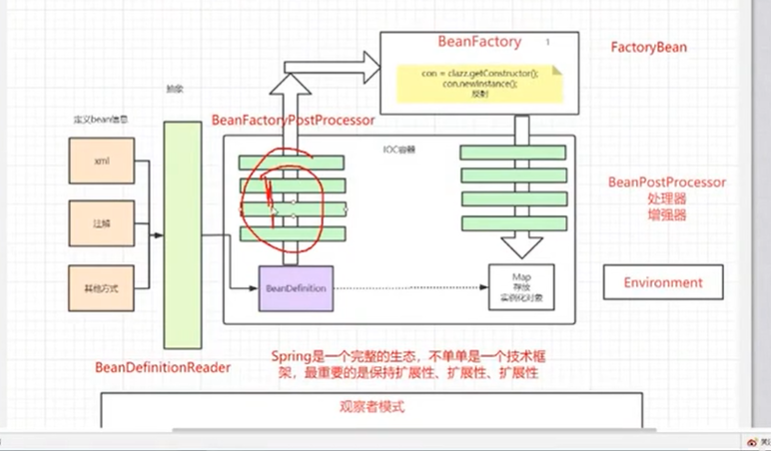 BeanFactory
1
FactoryBean
con = clazz.getConstructor();
con.newInstance();
反射
抽象
定义bean信息
BeanFactoryPostProcessor
IOC容器
xml
注解
其他方式
BeanPostProcessor
处理器
增强器
BeanDefinition
Map
存放
实例化对象
Environment
BeanDefinitionReader
Spring是一个完整的生态，不单单是一个技术框
架，最重要的是保持扩展性、扩展性、扩展性
观察者模式